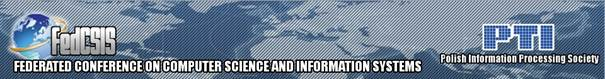 FedCSIS
FEDERATED CONFERENCE ON COMPUTER SCIENCE AND INFORMATION SYSTEMS
PTI
Polish Information Processing Society